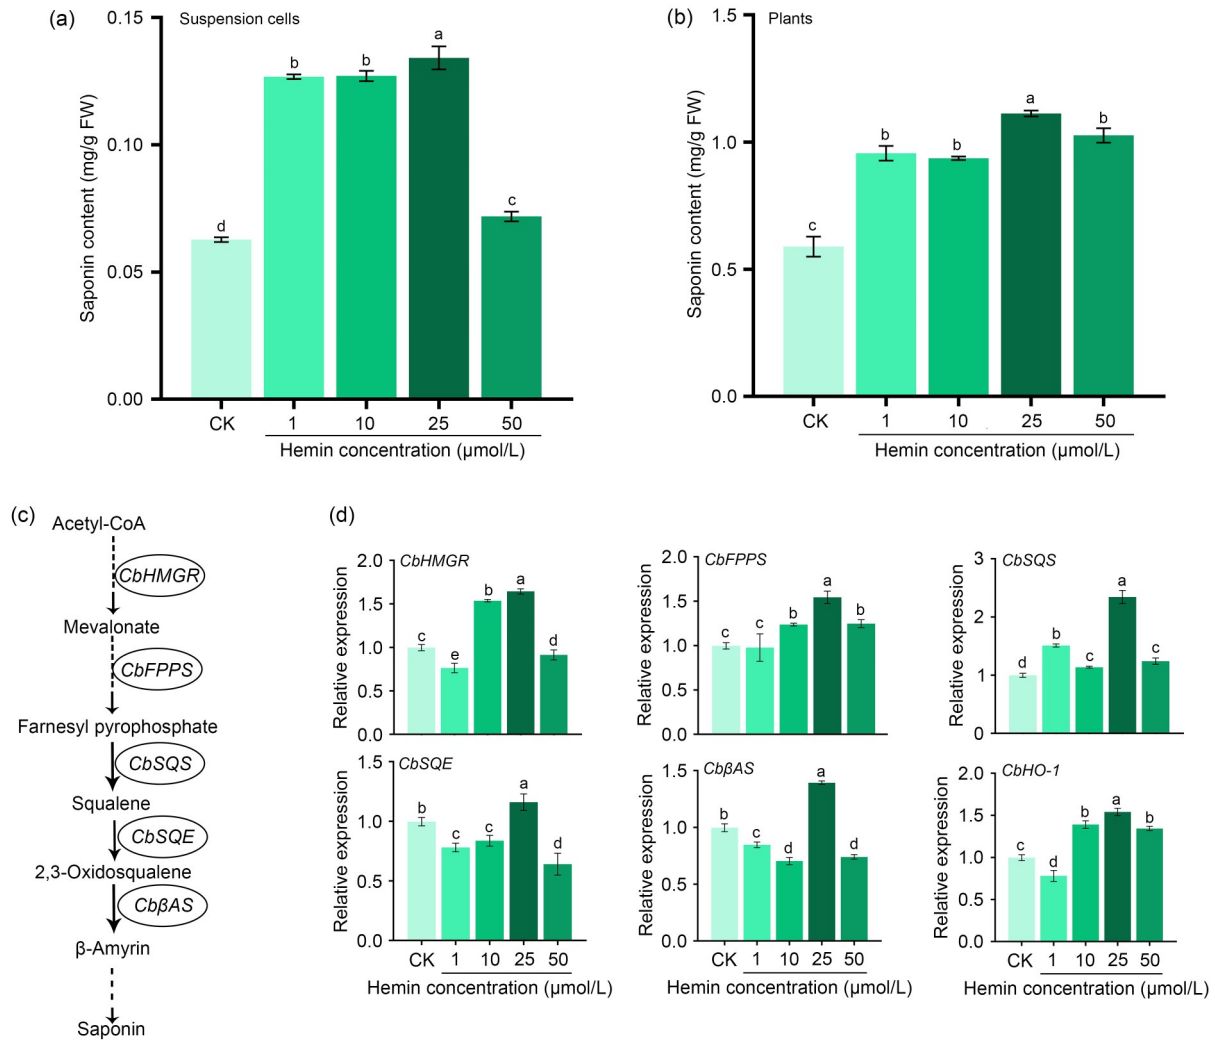 (a)
Suspension cells
Saponin content (mg/g FW)
0.15
0.10
0.05
0.00
d
b
b
a
c
CK
1
10
25
50
Hemin concentration (μmol/L)
(b)
Plants
Saponin content (mg/g FW)
1.5
1.0
0.5
0.0
c
b
b
a
b
CK
1
10
25
50
Hemin concentration (μmol/L)
(c)
Acetyl-CoA
CbHMGR
Mevalonate
CbFPPS
Farnesyl pyrophosphate
CbSQS
Squalene
CbSQE
2,3-Oxidosqualene
CbβAS
β-Amyrin
Saponin
(d)
CbHMGR
Relative expression
2.0
1.5
1.0
0.5
0.0
c
e
b
a
d
CbFPPS
Relative expression
2.0
1.5
1.0
0.5
0.0
c
c
b
a
b
CbSQS
Relative expression
3
2
1
0
d
b
c
a
c
CbSQE
Relative expression
1.5
1.0
0.5
0.0
b
c
c
a
d
CK
1
10
25
50
Hemin concentration (μmol/L)
CbβAS
Relative expression
1.5
1.0
0.5
0.0
b
c
d
a
d
CK
1
10
25
50
Hemin concentration (μmol/L)
CbHO-1
Relative expression
2.0
1.5
1.0
0.5
0.0
c
d
b
a
b
CK
1
10
25
50
Hemin concentration (μmol/L)